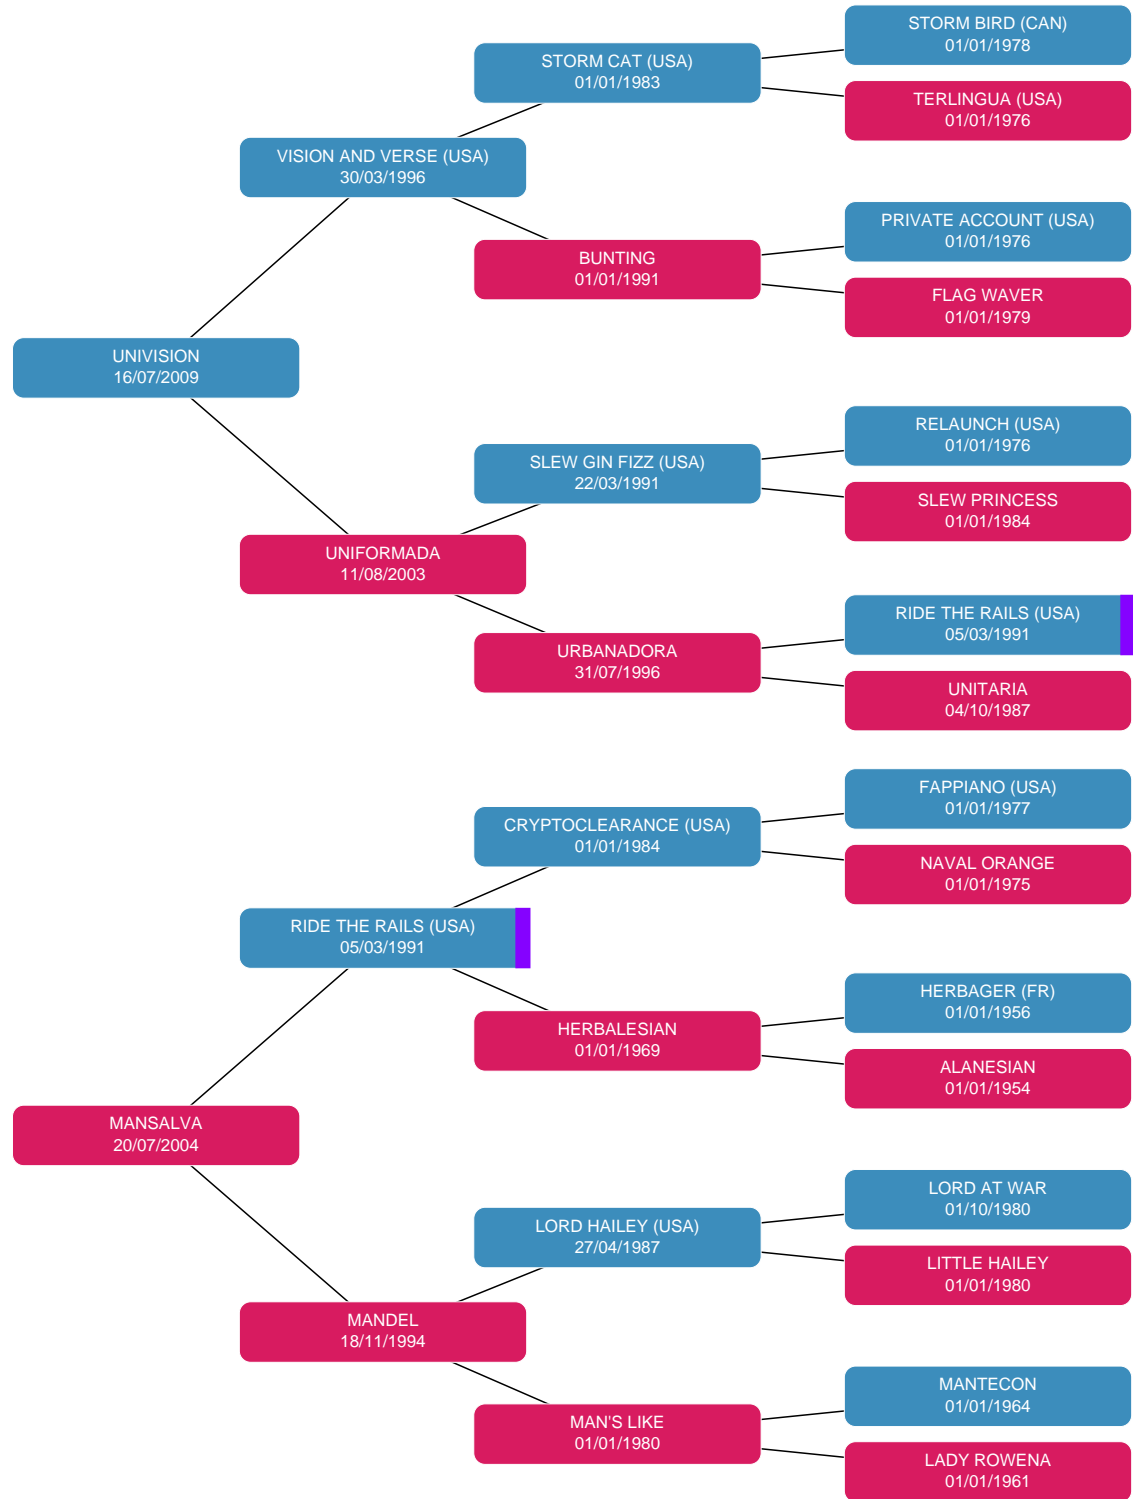 STORM BIRD (CAN)
01/01/1978
STORM CAT (USA)
01/01/1983
TERLINGUA (USA)
01/01/1976
VISION AND VERSE (USA)
30/03/1996
PRIVATE ACCOUNT (USA)
01/01/1976
BUNTING
01/01/1991
FLAG WAVER
01/01/1979
UNIVISION
16/07/2009
RELAUNCH (USA)
01/01/1976
SLEW GIN FIZZ (USA)
22/03/1991
SLEW PRINCESS
01/01/1984
UNIFORMADA
11/08/2003
RIDE THE RAILS (USA)
05/03/1991
URBANADORA
31/07/1996
UNITARIA
04/10/1987
FAPPIANO (USA)
01/01/1977
CRYPTOCLEARANCE (USA)
01/01/1984
NAVAL ORANGE
01/01/1975
RIDE THE RAILS (USA)
05/03/1991
HERBAGER (FR)
01/01/1956
HERBALESIAN
01/01/1969
ALANESIAN
01/01/1954
MANSALVA
20/07/2004
LORD AT WAR
01/10/1980
LORD HAILEY (USA)
27/04/1987
LITTLE HAILEY
01/01/1980
MANDEL
18/11/1994
MANTECON
01/01/1964
MAN'S LIKE
01/01/1980
LADY ROWENA
01/01/1961